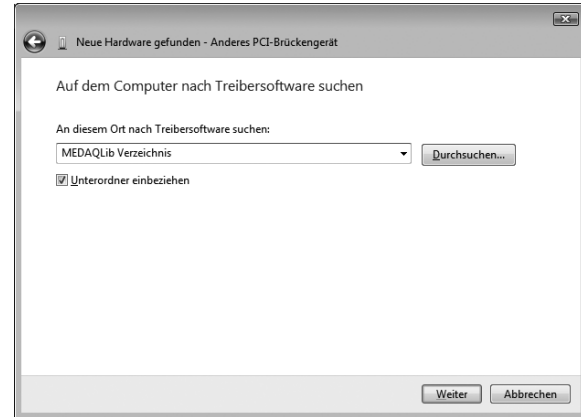 Neue Hardware gefunden - Anderes PCI-Brückengerät
Auf dem Computer nach Treibersoftware suchen
An diesem Ort nach Treibersoftware suchen:
MEDAQLib Verzeichnis
Durchsuchen...
Unterordner einbeziehen
Weiter
Abbrechen